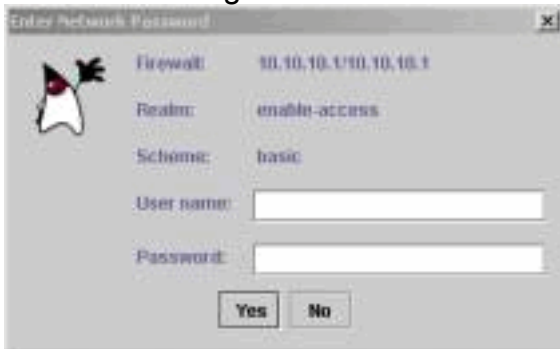 Enter Network Password
Firewall: 10.10.10.1/10.10.10.1
Realm: enable-access
Scheme: basic
User name:
Password:
Yes No